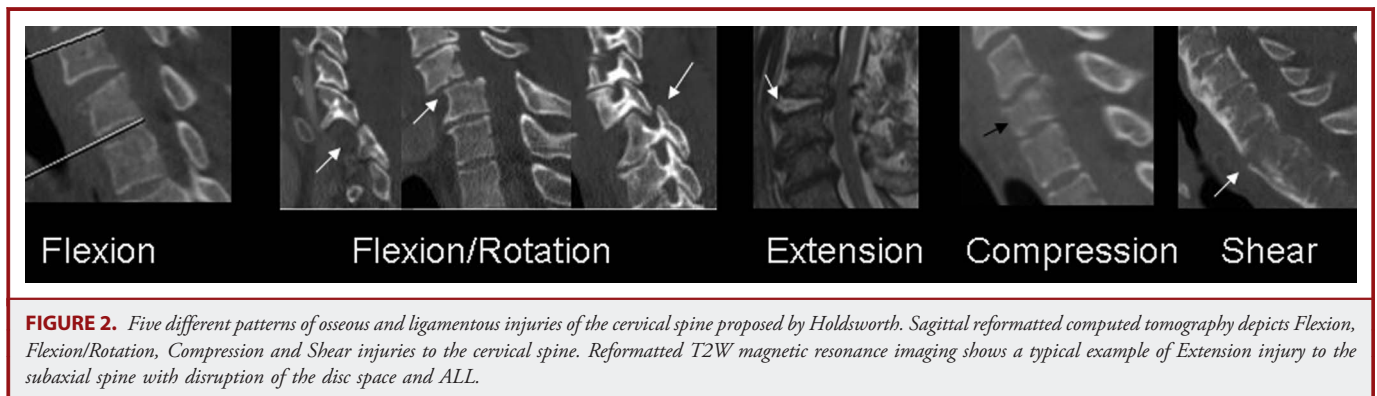 Flexion Flexion/Rotation Extension Compression Shear
FIGURE 2. Five different patterns of osseous and ligamentous injuries of the cervical spine proposed by Holdsworth. Sagittal reformatted computed tomography depicts Flexion,
Flexion/Rotation, Compression and Shear injuries to the cervical spine. Reformatted T2W magnetic resonance imaging shows a typical example of Extension injury to the
subaxial spine with disruption of the disc space and ALL.